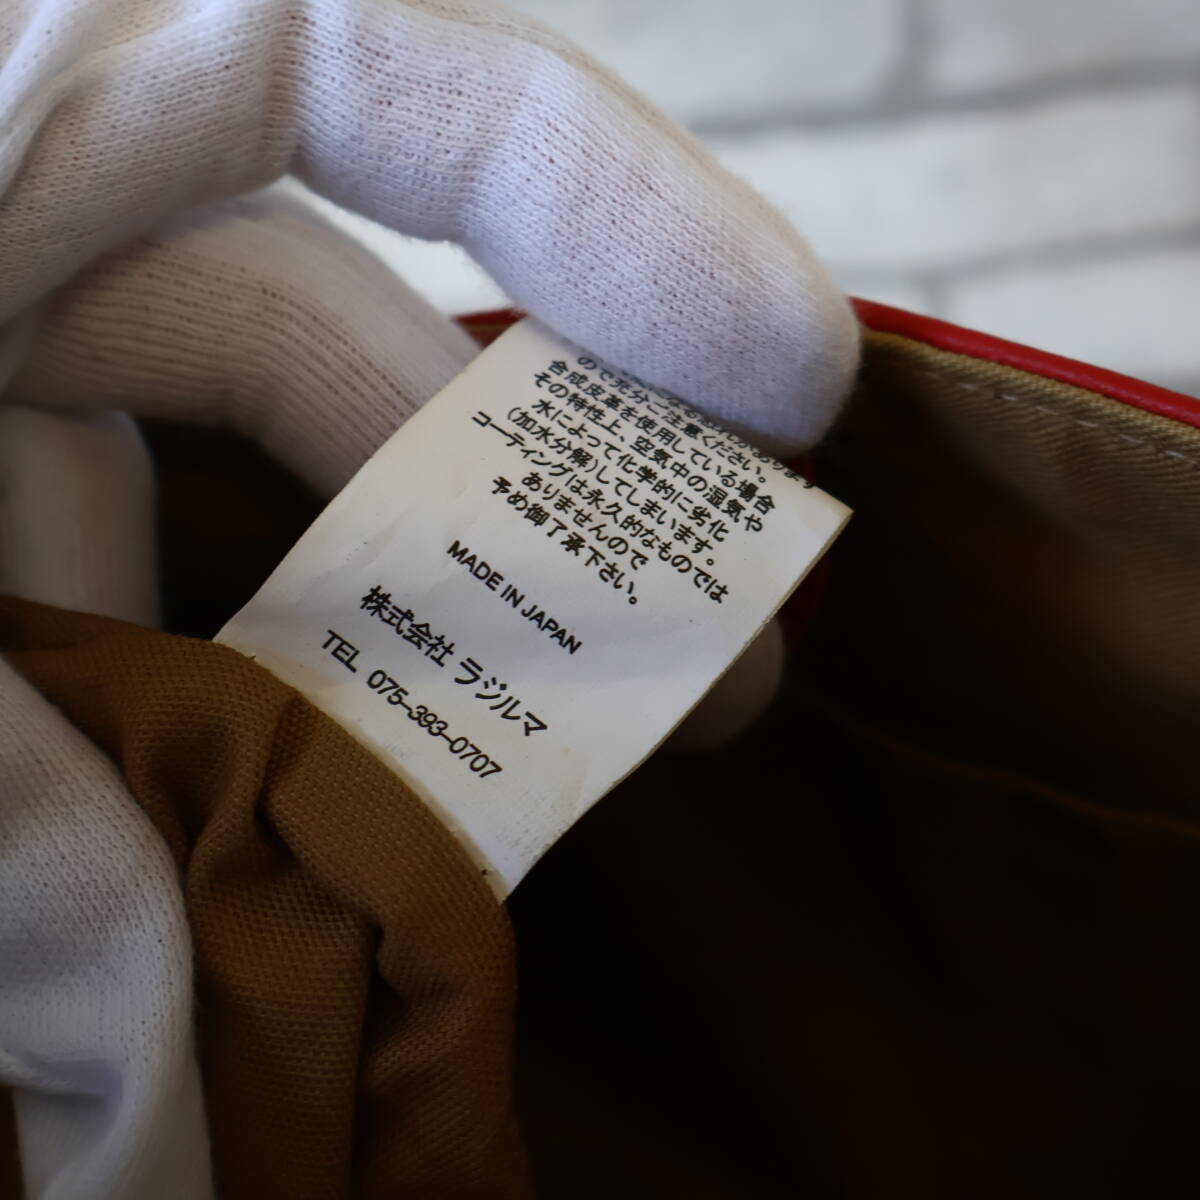 ので充分ご注意ください。
合成皮革を使用している場合
その特性上、空気中の湿気や
水によって化学的に劣化
(加水分解)してしまいます。
コーティングは永久的なものでは
ありませんので
予め御了承下さい。
MADE IN JAPAN
株式会社 ラジルマ
TEL 075-393-0707